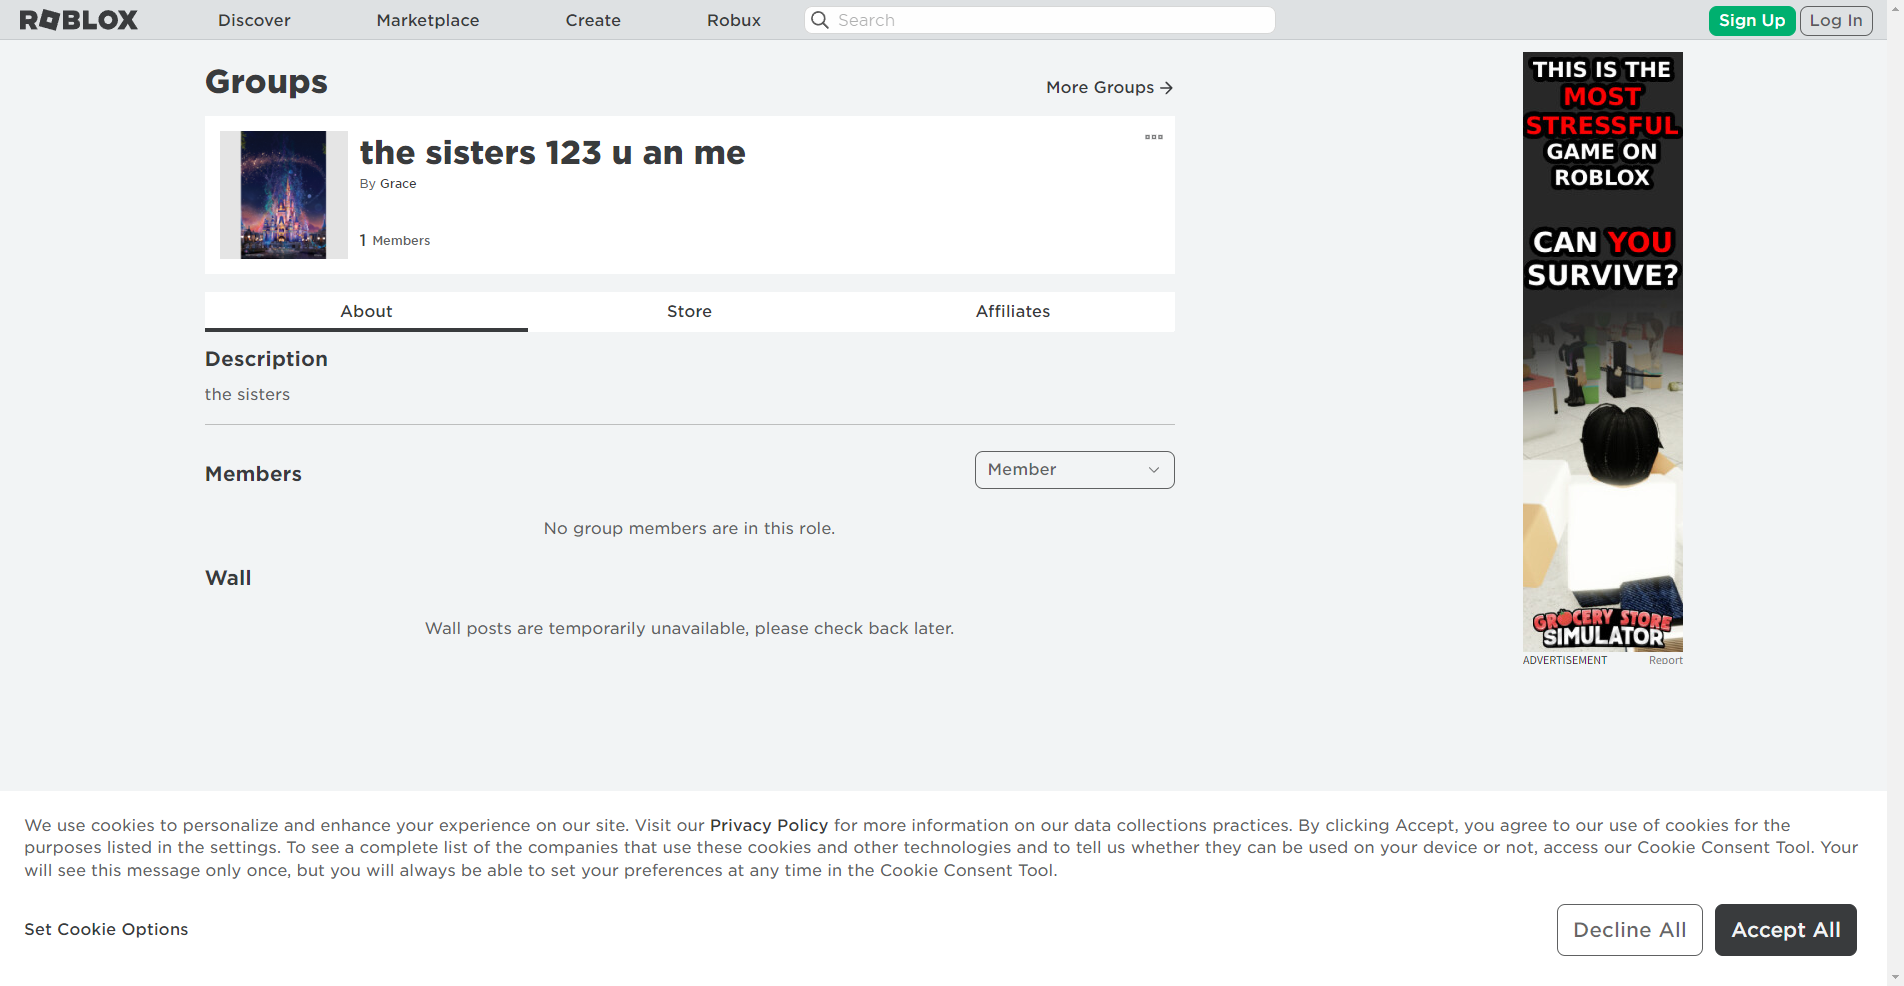 ROBLOX Discover Marketplace Create Robux Search Sign Up Log In
Groups
More Groups
the sisters 123 u an me
By Grace
1 Members
About Store Affiliates
Description
the sisters
Members
Member
No group members are in this role.
Wall
Wall posts are temporarily unavailable, please check back later.
THIS IS THE
MOST
STRESSFUL
GAME ON
ROBLOX
CAN YOU
SURVIVE?
GROCERY STORE
SIMULATOR
ADVERTISEMENT Report
We use cookies to personalize and enhance your experience on our site. Visit our Privacy Policy for more information on our data collections practices. By clicking Accept, you agree to our use of cookies for the
purposes listed in the settings. To see a complete list of the companies that use these cookies and other technologies and to tell us whether they can be used on your device or not, access our Cookie Consent Tool. Your
will see this message only once, but you will always be able to set your preferences at any time in the Cookie Consent Tool.
Set Cookie Options
Decline All
Accept All